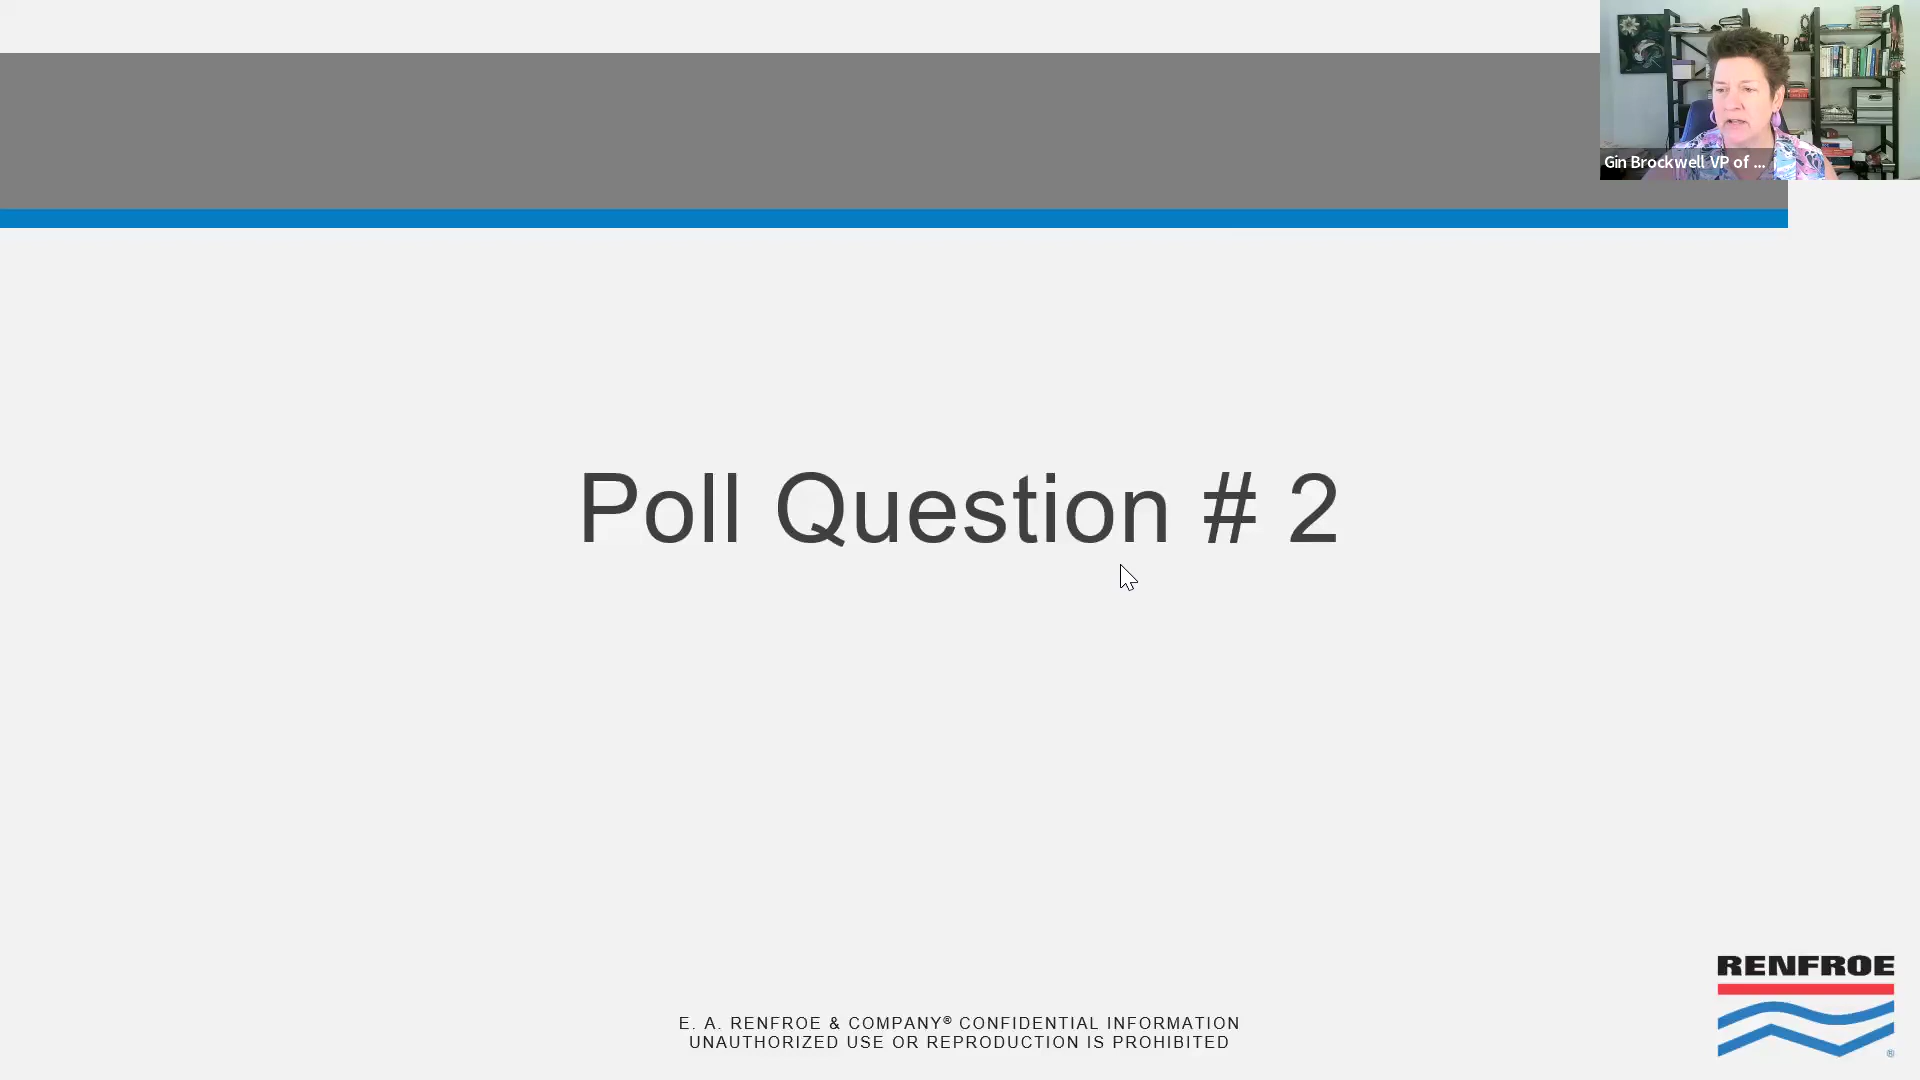 Gin Brockwell VP of ...
Poll Question # 2
RENFROE
®
E. A. RENFROE & COMPANY® CONFIDENTIAL INFORMATION
UNAUTHORIZED USE OR REPRODUCTION IS PROHIBITED